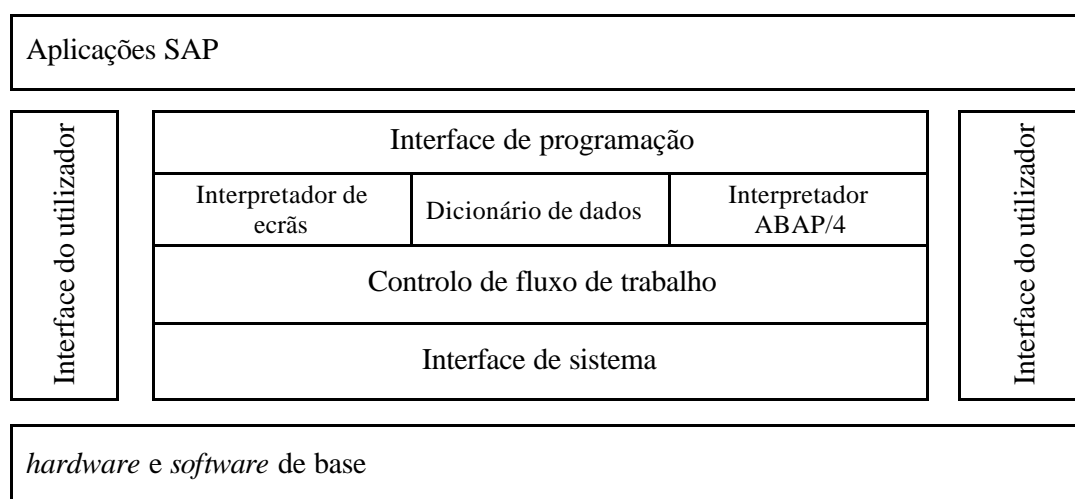 Aplicações SAP
Interface do utilizador
Interface de programação
Interpretador de
ecrãs
Dicionário de dados
Interpretador
ABAP/4
Controlo de fluxo de trabalho
Interface de sistema
Interface do utilizador
hardware e software de base